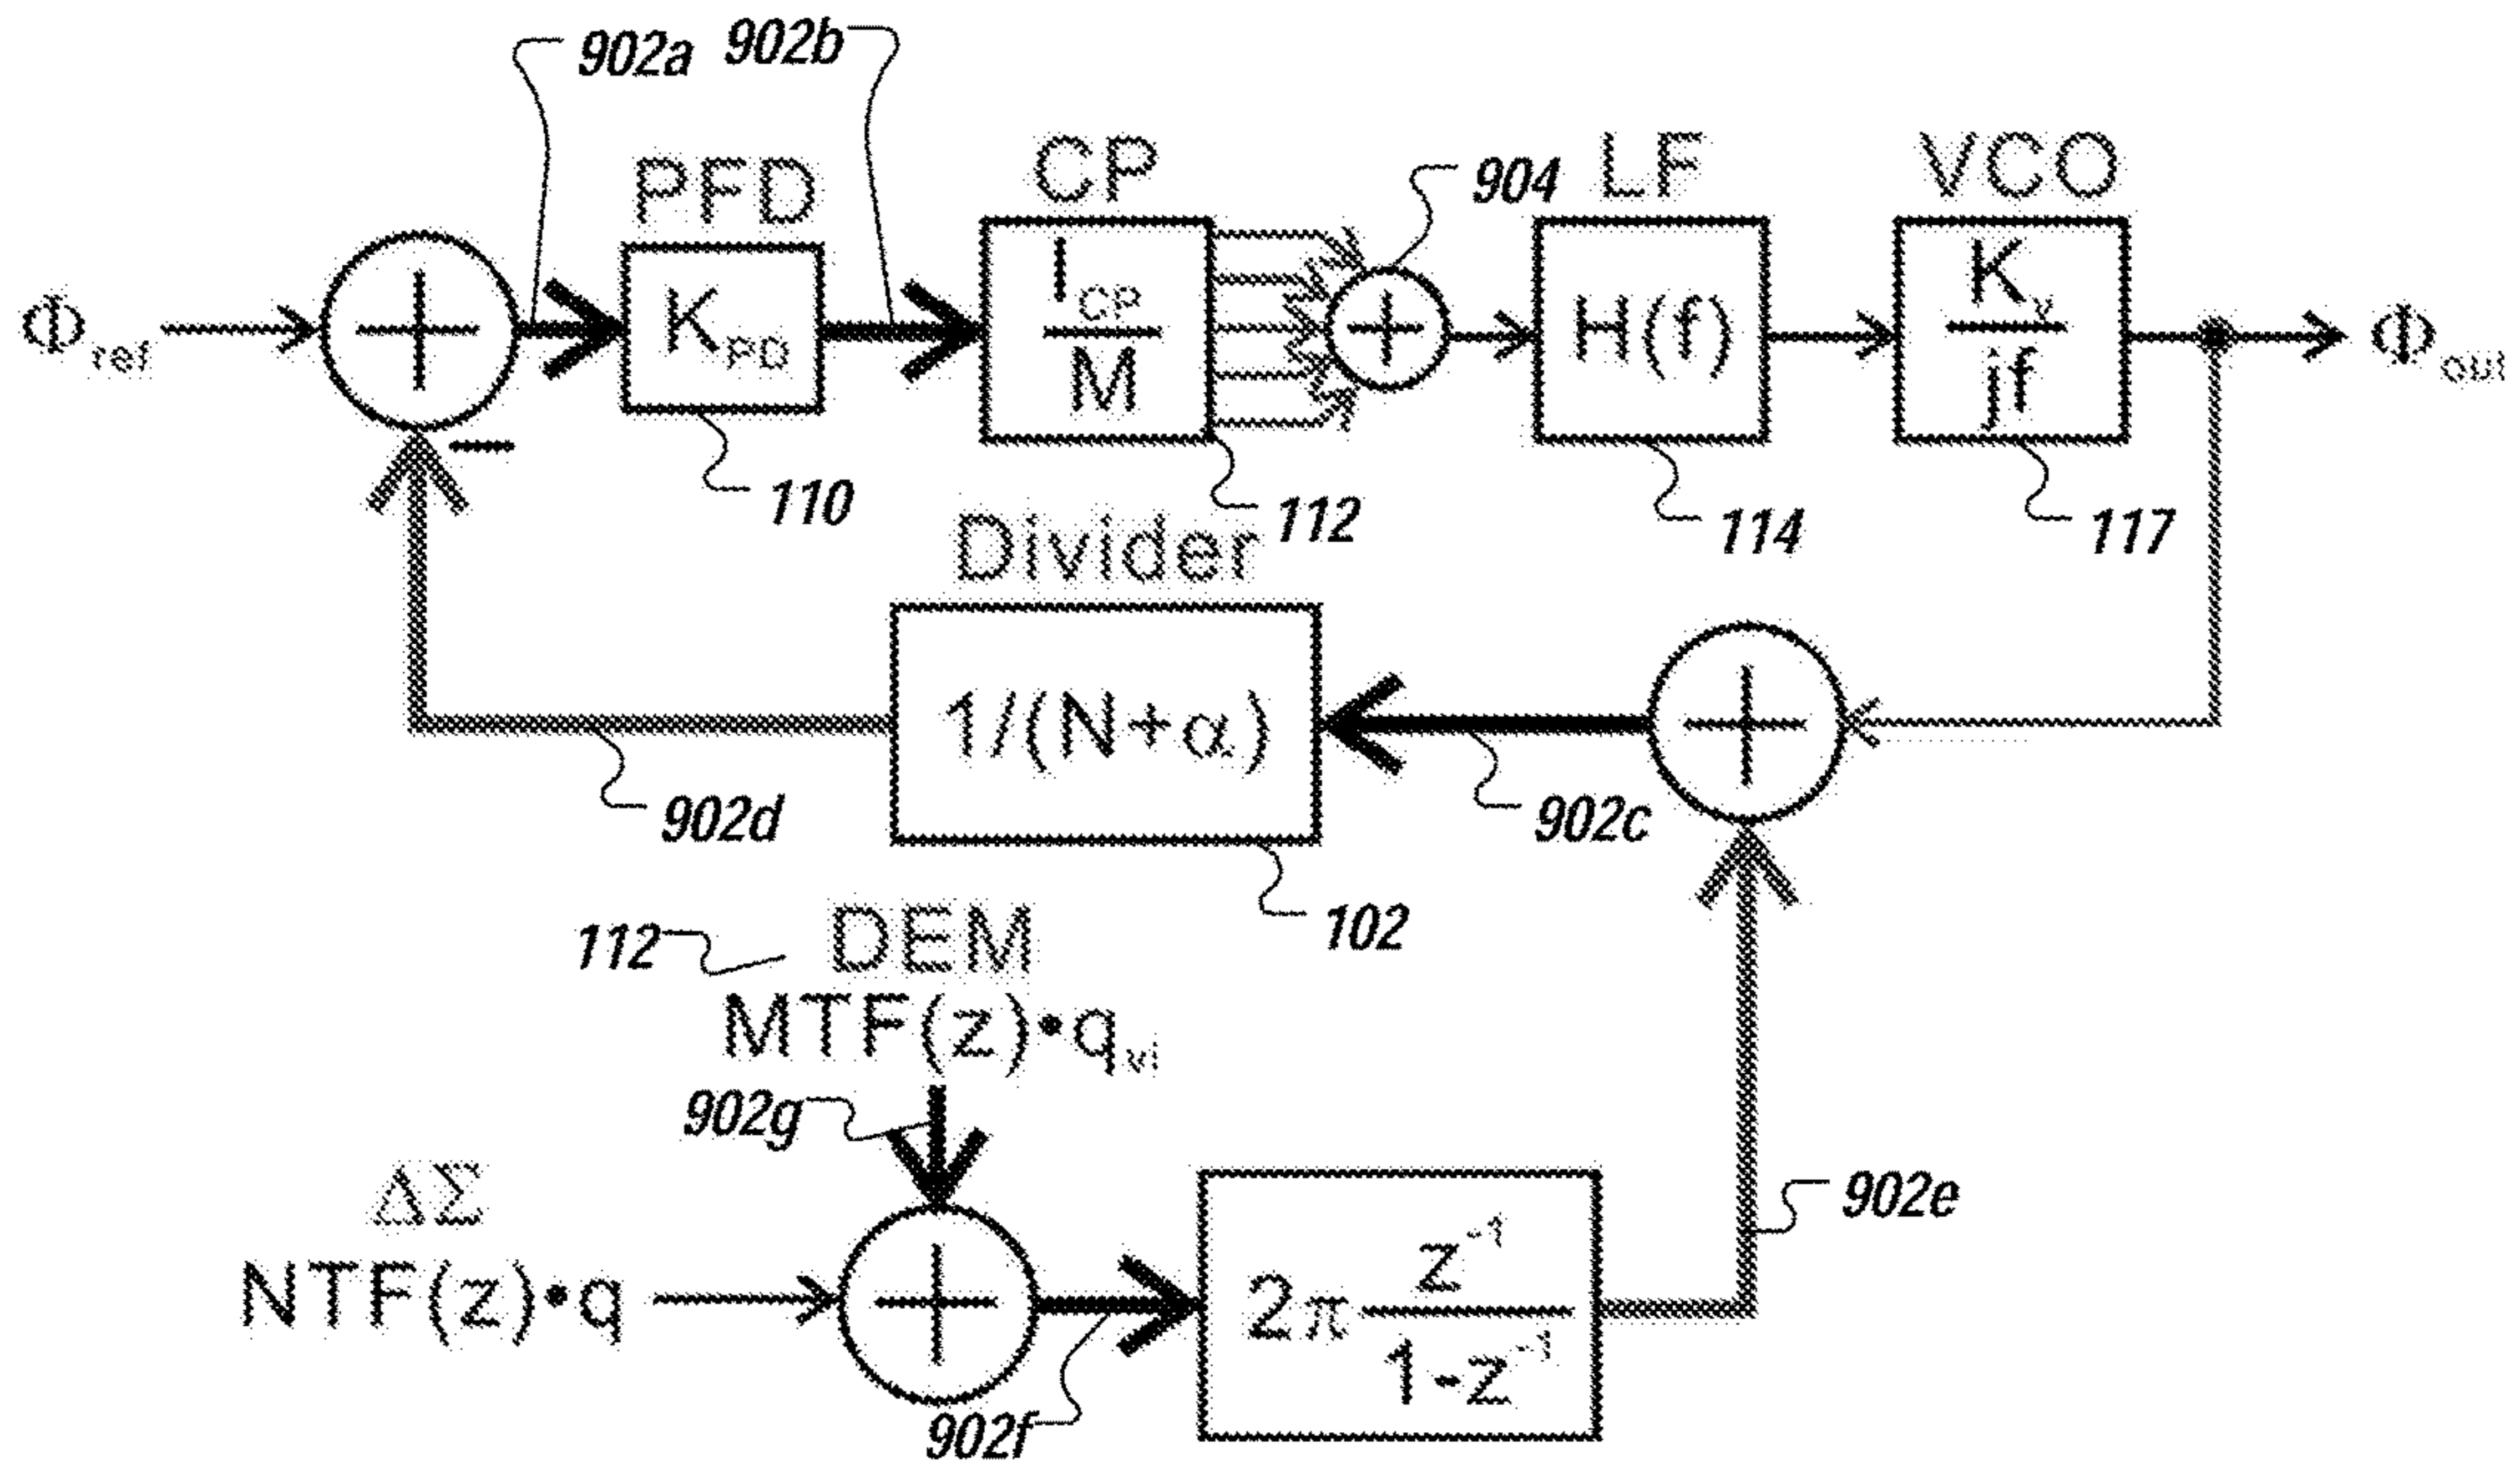 902a 902b
PFD CP 904 LF VCO
Φref KPD ICP/M H(f) Kv/jf Φout
110 112 114 117
Divider
1/(N+α)
902d 902c
102
112 DEM
MTF(z)•qvi
902g
ΔΣ 902e
NTF(z)•q 2π z⁻¹/1-z⁻¹
902f